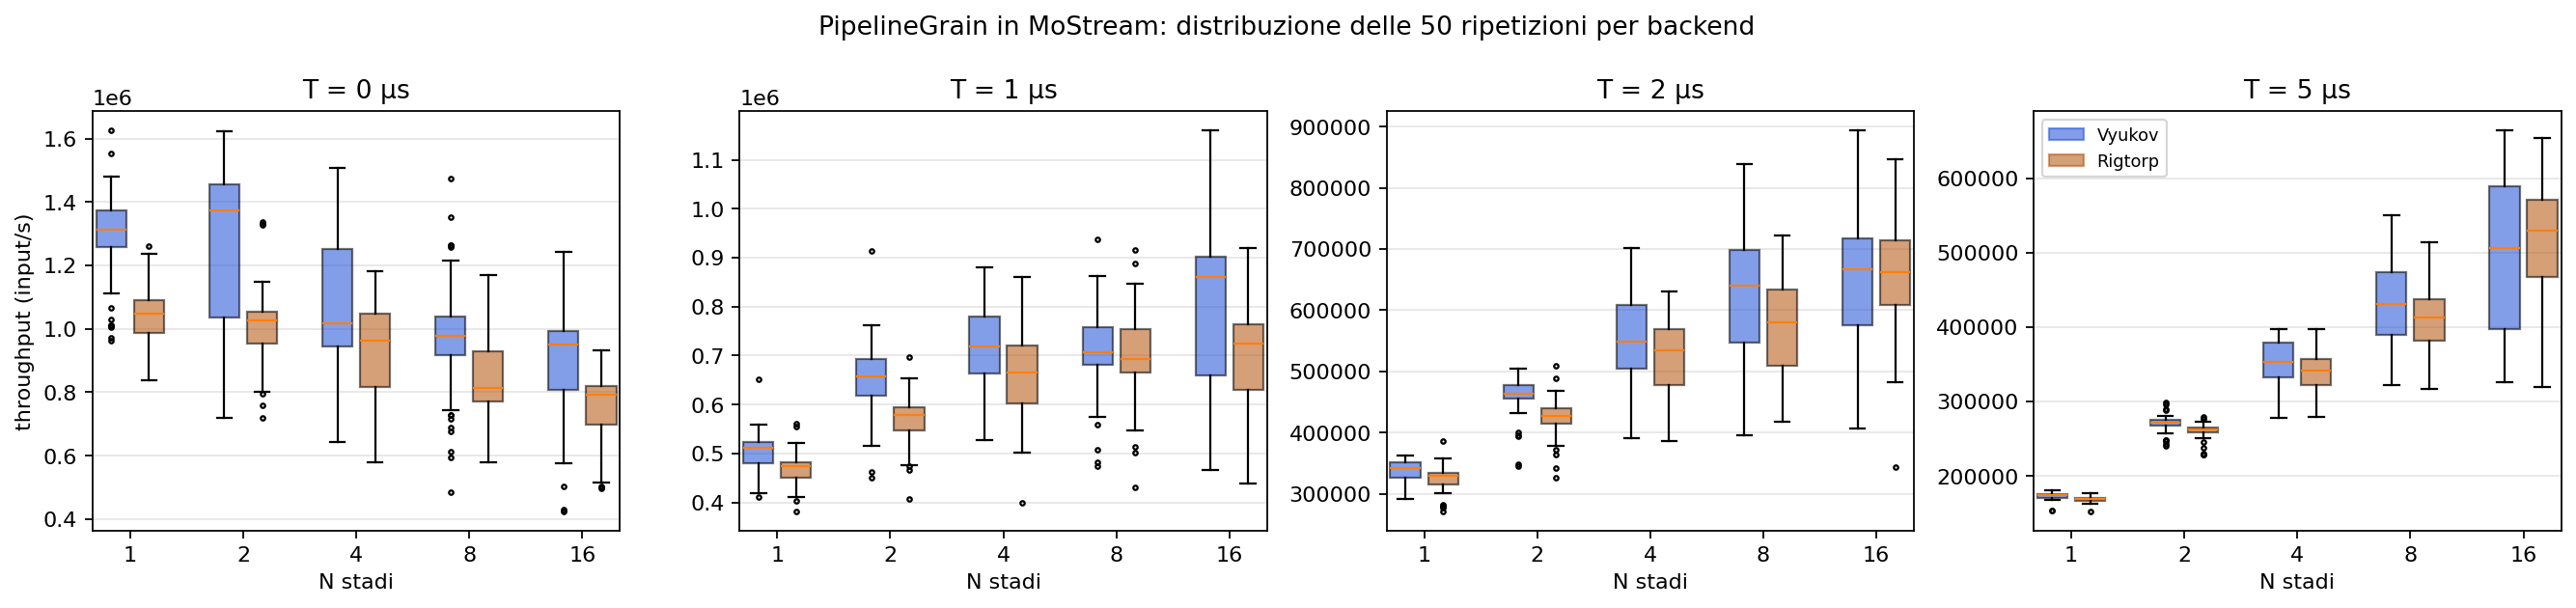 PipelineGrain in MoStream: distribuzione delle 50 ripetizioni per backend
T = 0 µs
1e6
throughput (input/s)
1.6
1.4
1.2
1.0
0.8
0.6
0.4
1 2 4 8 16
N stadi
T = 1 µs
1e6
1.1
1.0
0.9
0.8
0.7
0.6
0.5
0.4
1 2 4 8 16
N stadi
T = 2 µs
900000
800000
700000
600000
500000
400000
300000
1 2 4 8 16
N stadi
T = 5 µs
Vyukov
Rigtorp
600000
500000
400000
300000
200000
1 2 4 8 16
N stadi